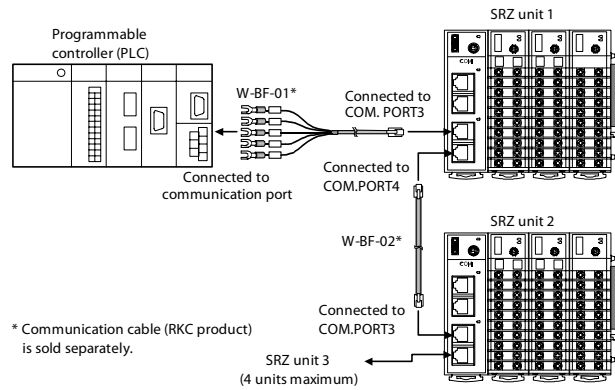 SRZ unit 1
Programmable
controller (PLC)
W-BF-01*
Connected to
COM. PORT3
Connected to
communication port
Connected to
COM.PORT4
W-BF-02*
SRZ unit 2
Connected to
COM.PORT3
* Communication cable (RKC product)
is sold separately.
SRZ unit 3
(4 units maximum)